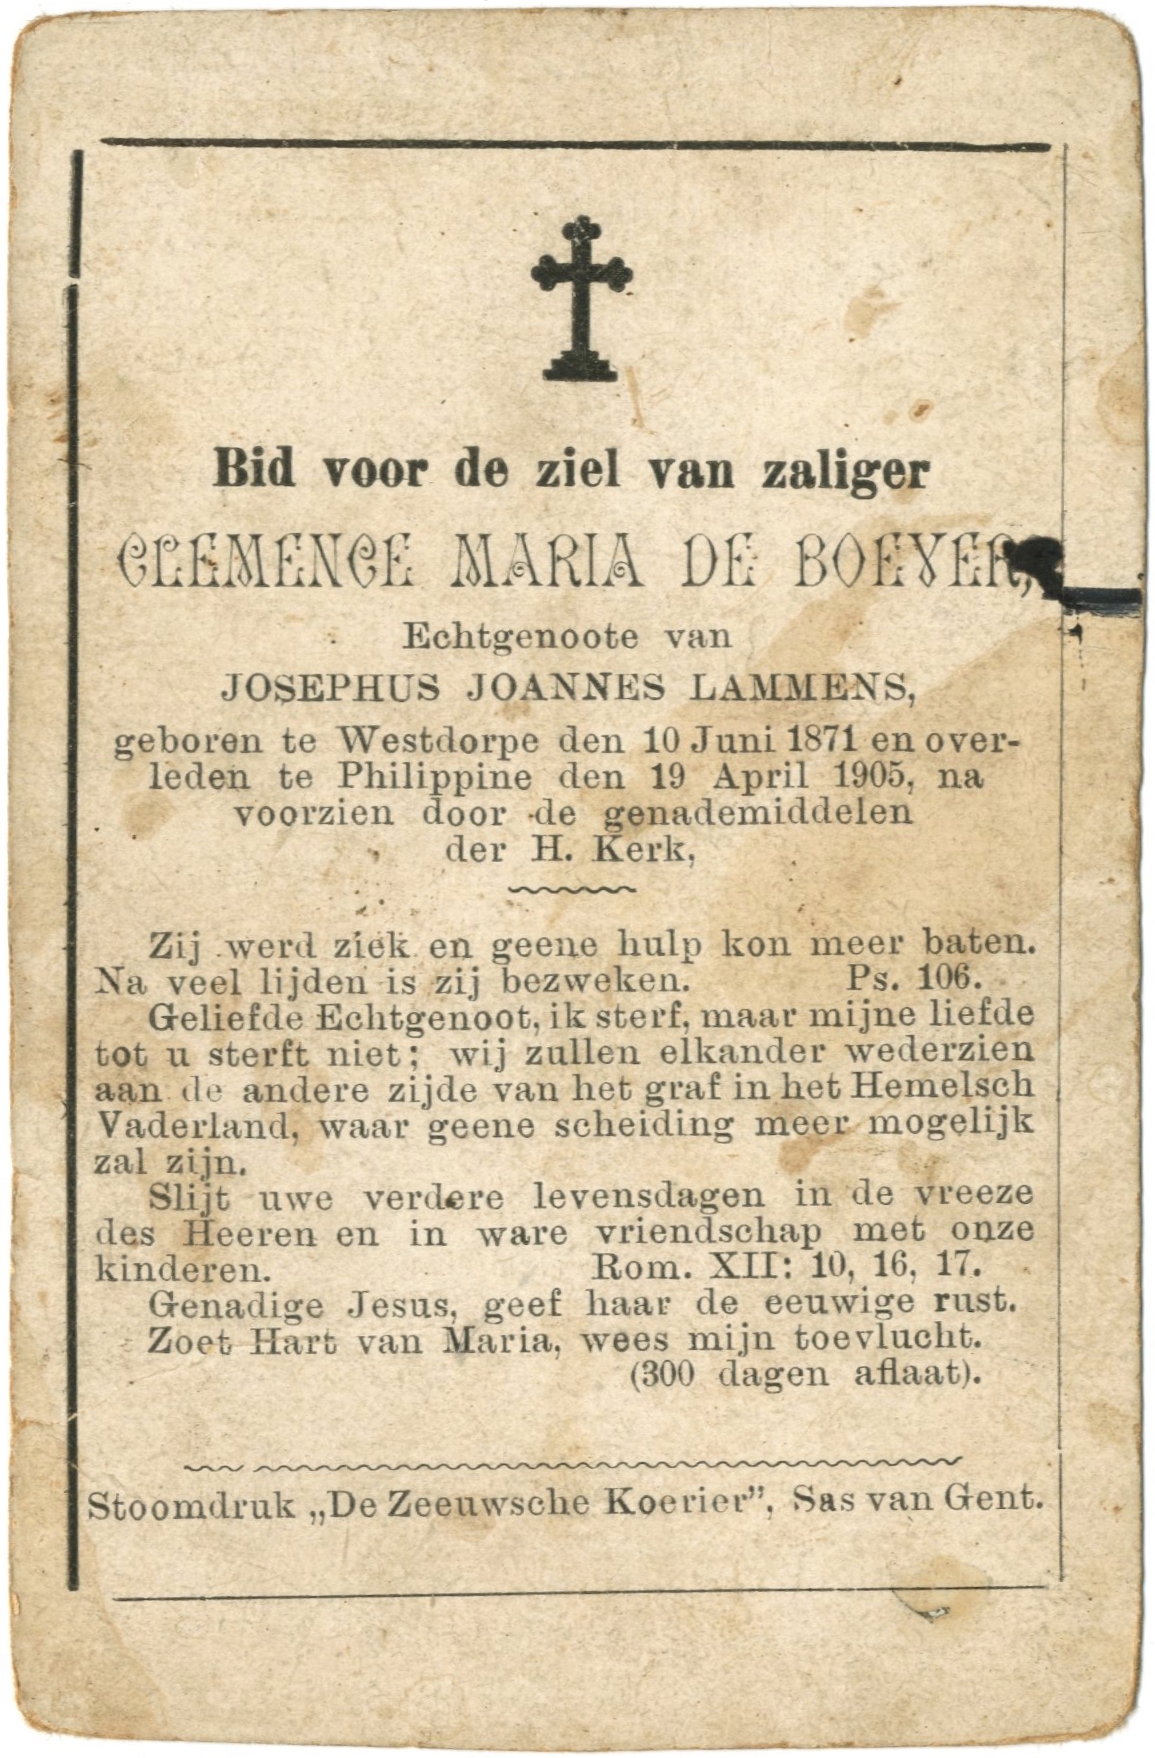 Bid voor de ziel van zaliger
CLEMENCE MARIA DE BOEVER,
Echtgenoote van
JOSEPHUS JOANNES LAMMENS,
geboren te Westdorpe den 10 Juni 1871 en over-
leden te Philippine den 19 April 1905, na
voorzien door de genademiddelen
der H. Kerk,
Zij werd ziek en geene hulp kon meer baten.
Na veel lijden is zij bezweken. Ps. 106.
Geliefde Echtgenoot, ik sterf, maar mijne liefde
tot u sterft niet; wij zullen elkander wederzien
aan de andere zijde van het graf in het Hemelsch
Vaderland, waar geene scheiding meer mogelijk
zal zijn.
Slijt uwe verdere levensdagen in de vreeze
des Heeren en in ware vriendschap met onze
kinderen. Rom. XII: 10, 16, 17.
Genadige Jesus, geef haar de eeuwige rust.
Zoet Hart van Maria, wees mijn toevlucht.
(300 dagen aflaat).
Stoomdruk „De Zeeuwsche Koerier”, Sas van Gent.